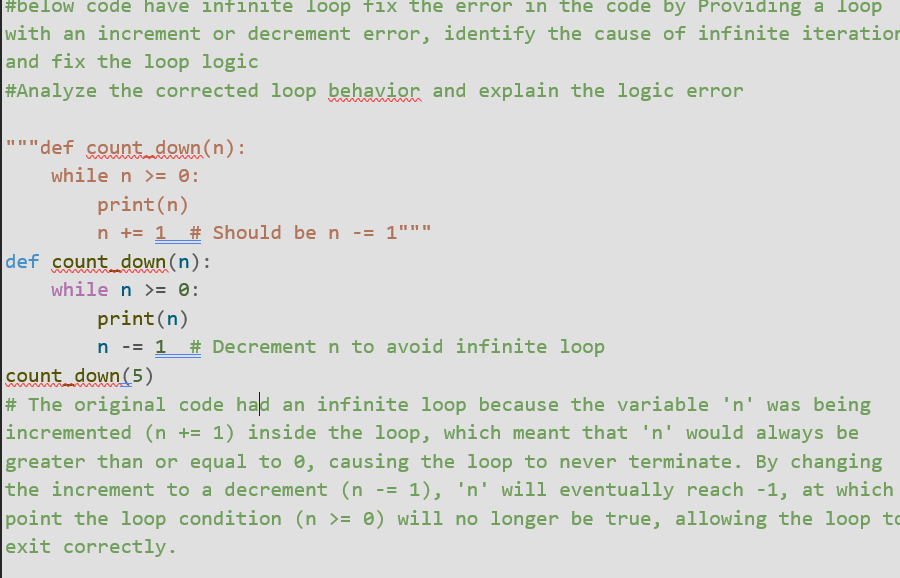 #below code have infinite loop fix the error in the code by Providing a loop
with an increment or decrement error, identify the cause of infinite iteration
and fix the loop logic
#Analyze the corrected loop behavior and explain the logic error
"""def count_down(n):
    while n >= 0:
        print(n)
        n += 1  # Should be n -= 1"""
def count_down(n):
    while n >= 0:
        print(n)
        n -= 1  # Decrement n to avoid infinite loop
count_down(5)
# The original code had an infinite loop because the variable 'n' was being
incremented (n += 1) inside the loop, which meant that 'n' would always be
greater than or equal to 0, causing the loop to never terminate. By changing
the increment to a decrement (n -= 1), 'n' will eventually reach -1, at which
point the loop condition (n >= 0) will no longer be true, allowing the loop to
exit correctly.